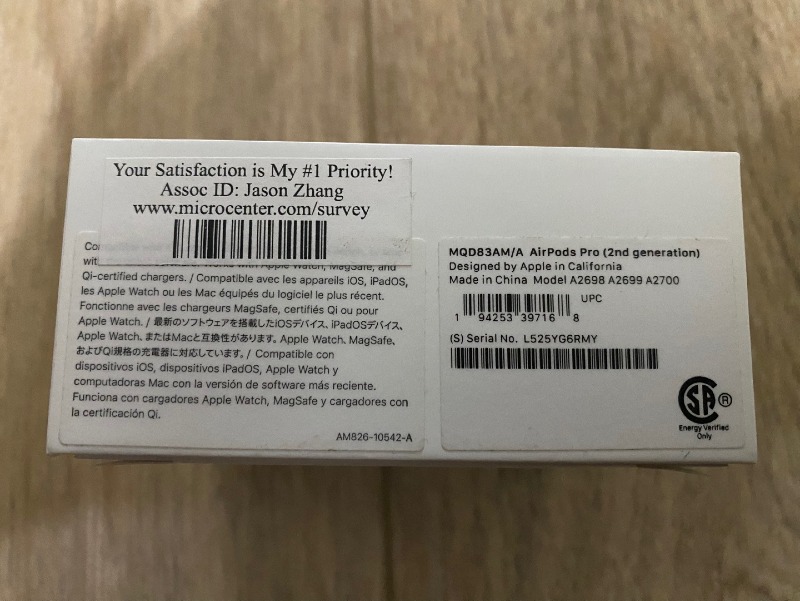 Your Satisfaction is My #1 Priority!
Assoc ID: Jason Zhang
www.microcenter.com/survey
with Apple Watch, MagSafe, and
Qi-certified chargers. / Compatible avec les appareils iOS, iPadOS,
les Apple Watch ou les Mac équipés du logiciel le plus récent.
Fonctionne avec les chargeurs MagSafe, certifiés Qi ou pour
Apple Watch. / 最新のソフトウェアを搭載したiOSデバイス、iPadOSデバイス、
Apple Watch、またはMacと互換性があります。Apple Watch、MagSafe、
およびQi規格の充電器に対応しています。/ Compatible con
dispositivos iOS, dispositivos iPadOS, Apple Watch y
computadoras Mac con la versión de software más reciente.
Funciona con cargadores Apple Watch, MagSafe y cargadores con
la certificación Qi.
AM826-10542-A
MQD83AM/A AirPods Pro (2nd generation)
Designed by Apple in California
Made in China Model A2698 A2699 A2700
UPC
1 94253 39716 8
(S) Serial No. L525YG6RMY
SA ®
Energy Verified
Only